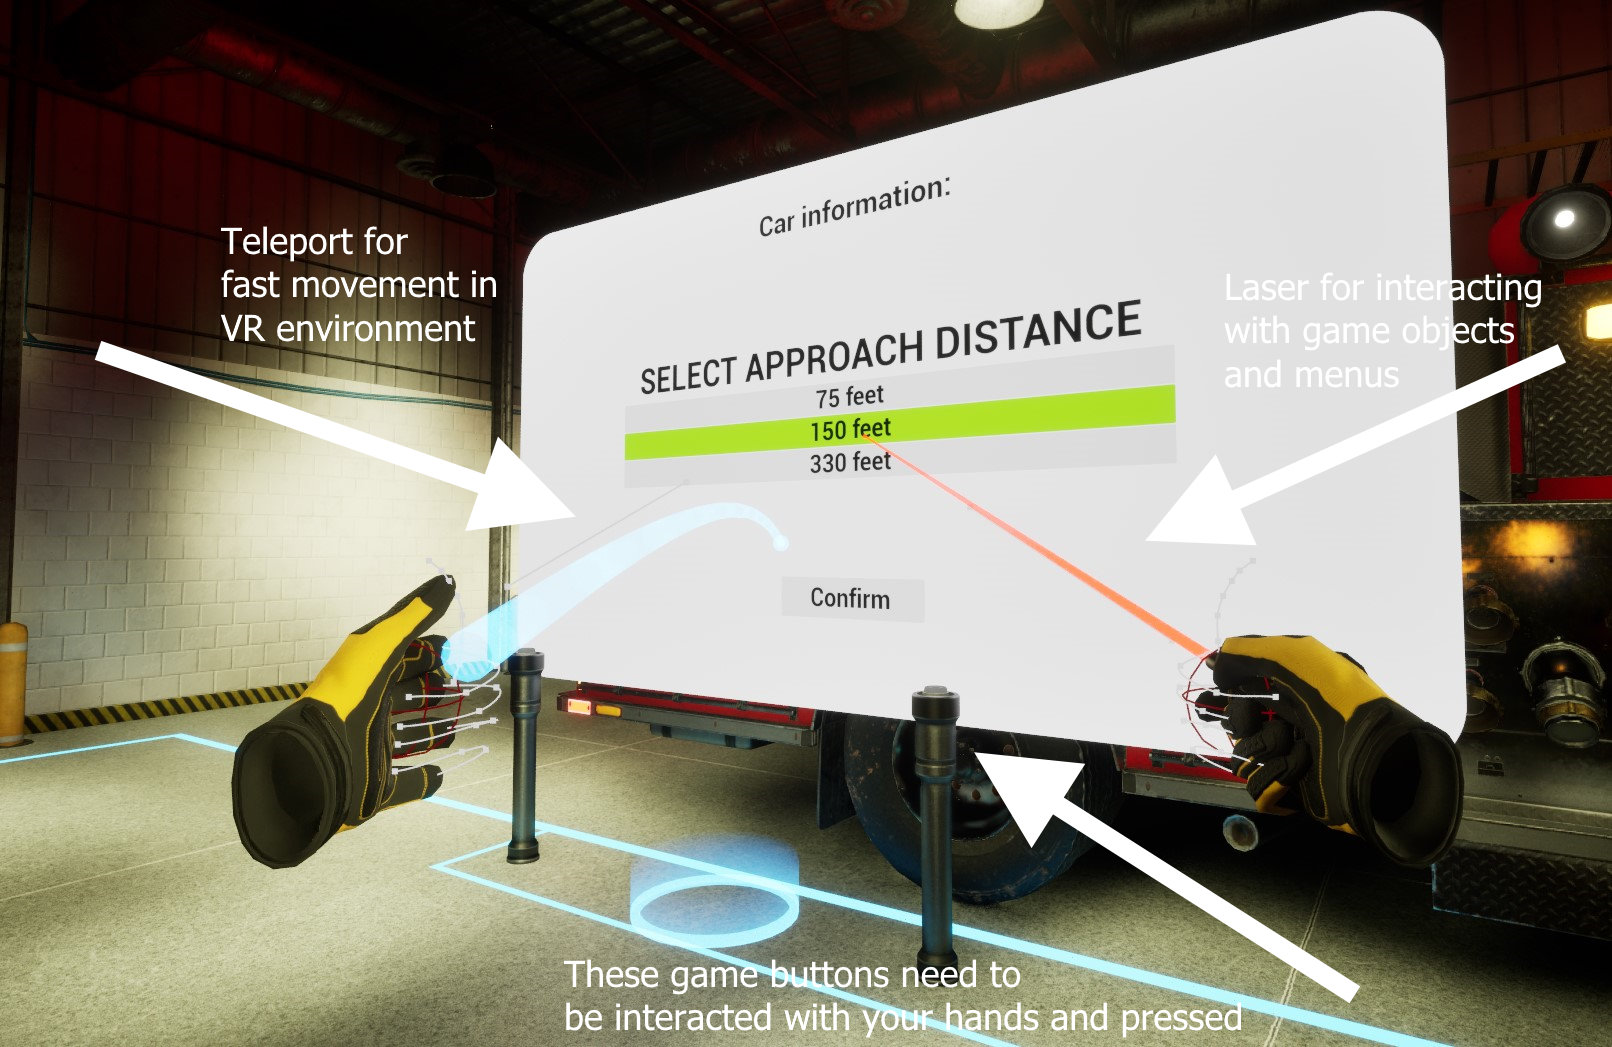 Car information:
Teleport for
fast movement in
VR environment
Laser for interacting
with game objects
and menus
SELECT APPROACH DISTANCE
75 feet
150 feet
330 feet
Confirm
These game buttons need to
be interacted with your hands and pressed